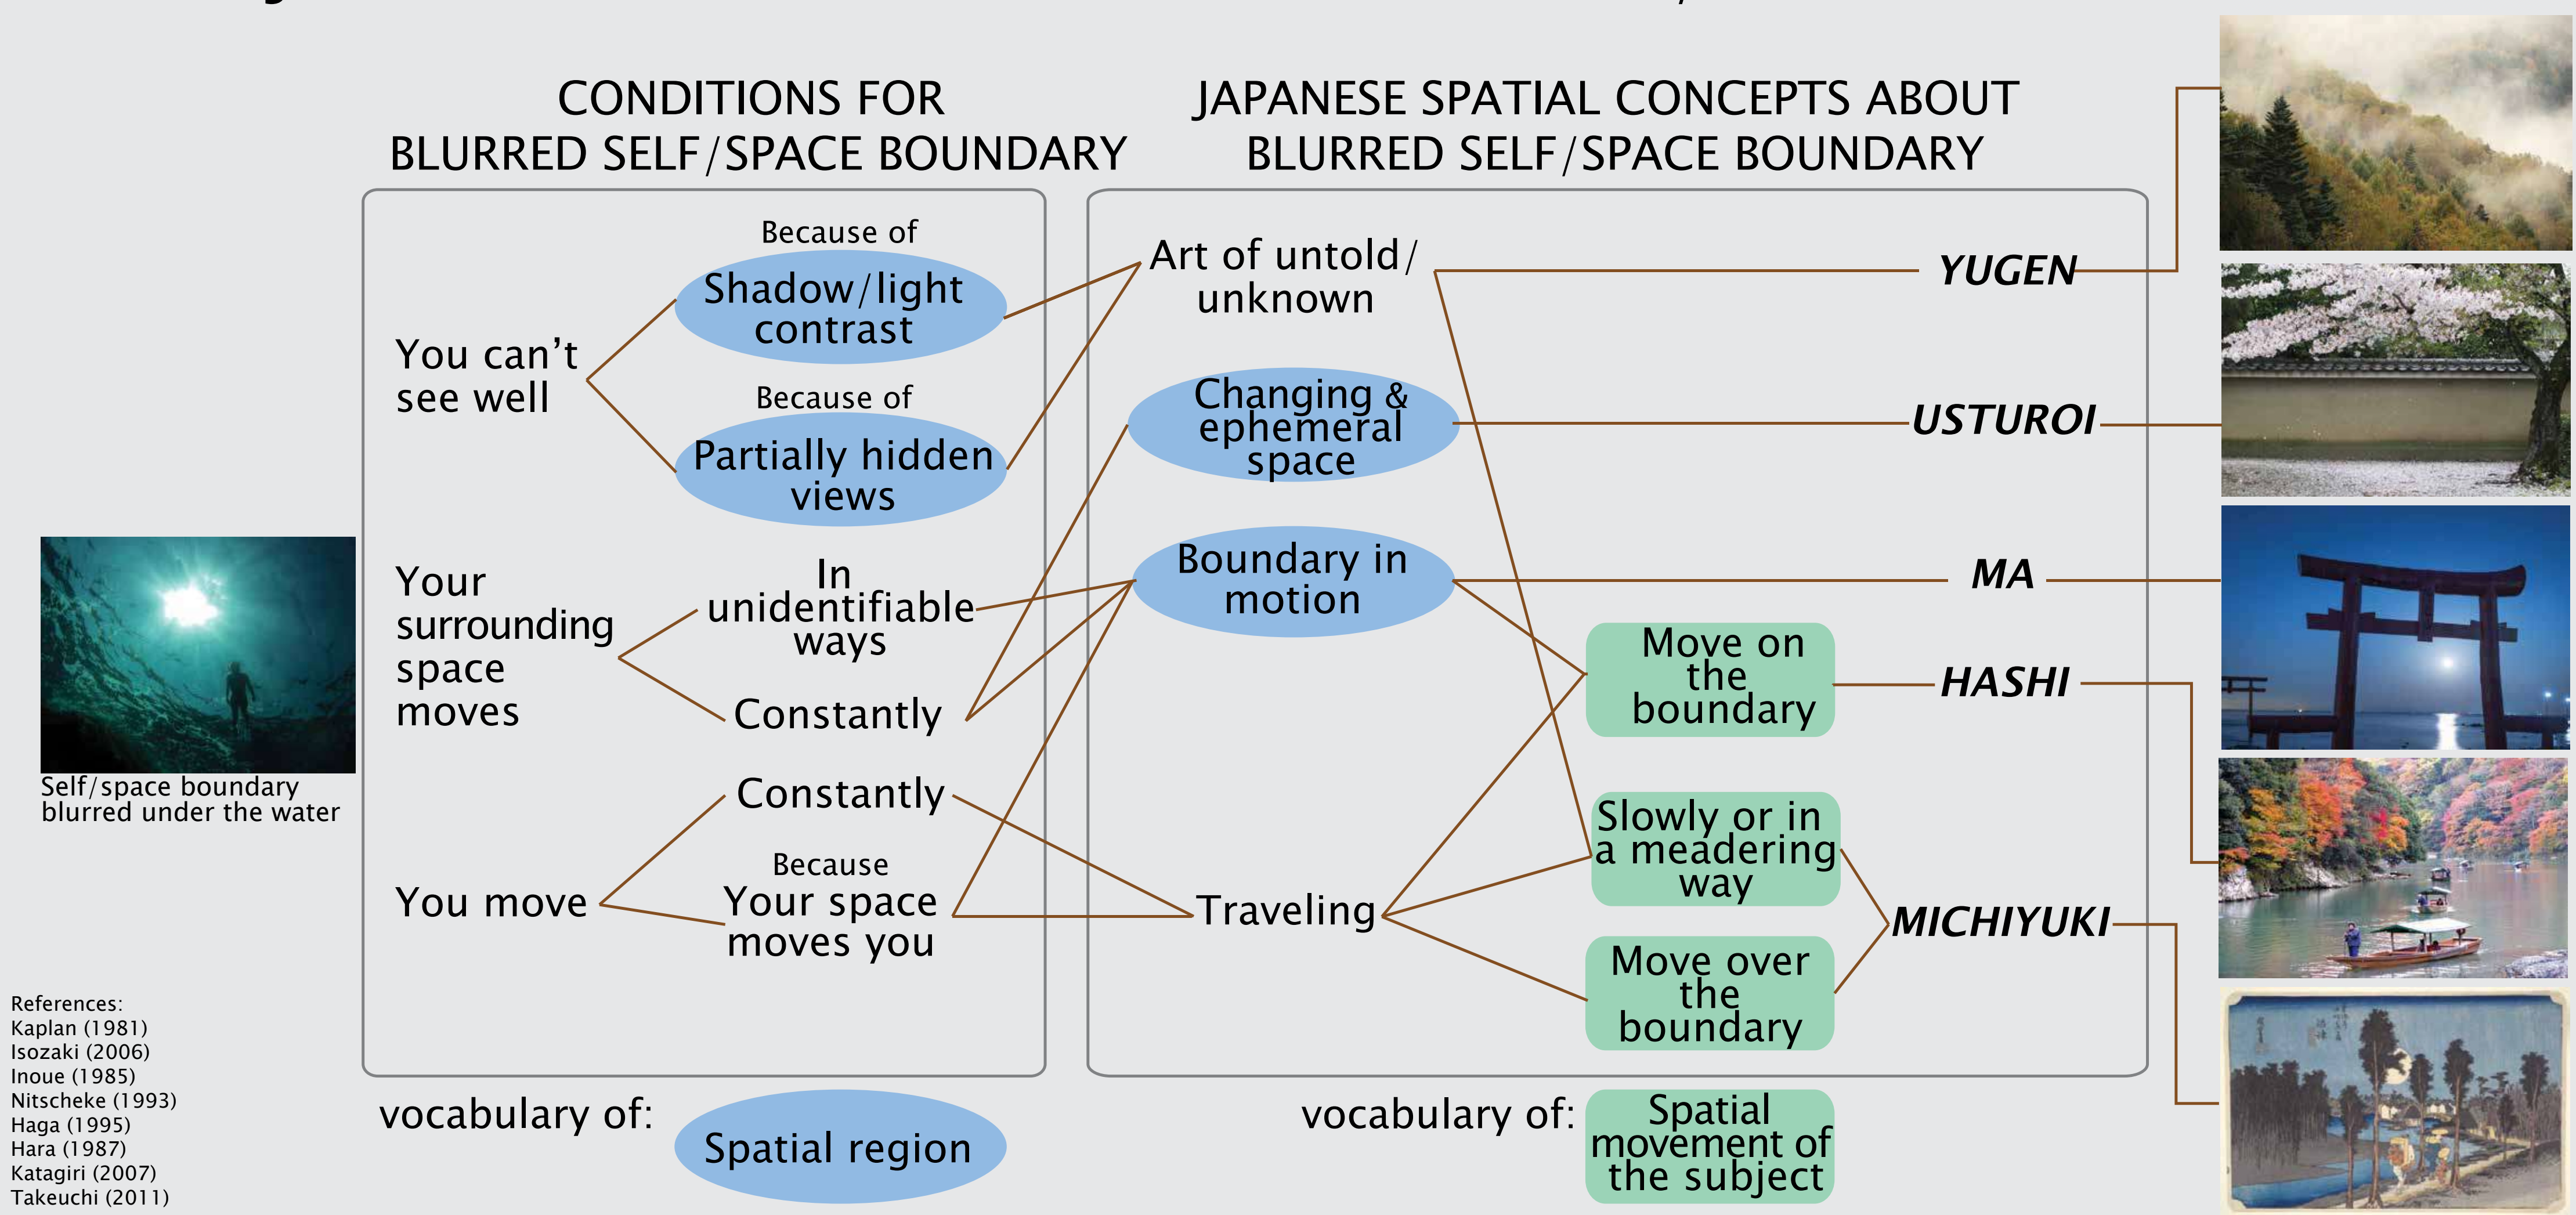 CONDITIONS FOR
BLURRED SELF/SPACE BOUNDARY
JAPANESE SPATIAL CONCEPTS ABOUT
BLURRED SELF/SPACE BOUNDARY
You can't
see well
Because of
Shadow/light
contrast
Because of
Partially hidden
views
Your
surrounding
space
moves
In
unidentifiable
ways
Constantly
You move
Constantly
Because
Your space
moves you
Art of untold/
unknown
Changing &
ephemeral
space
Boundary in
motion
Traveling
Move on
the
boundary
Slowly or in
a meadering
way
Move over
the
boundary
YUGEN
USTUROI
MA
HASHI
MICHIYUKI
Self/space boundary
blurred under the water
References:
Kaplan (1981)
Isozaki (2006)
Inoue (1985)
Nitscheke (1993)
Haga (1995)
Hara (1987)
Katagiri (2007)
Takeuchi (2011)
vocabulary of:
Spatial region
vocabulary of:
Spatial
movement of
the subject